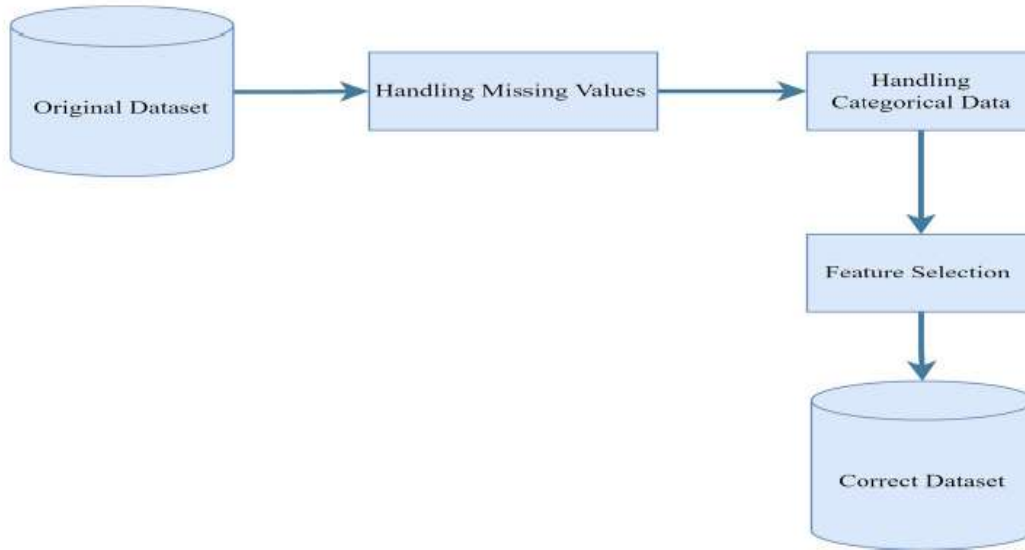 Original Dataset
Handling Missing Values
Handling
Categorical Data
Feature Selection
Correct Dataset